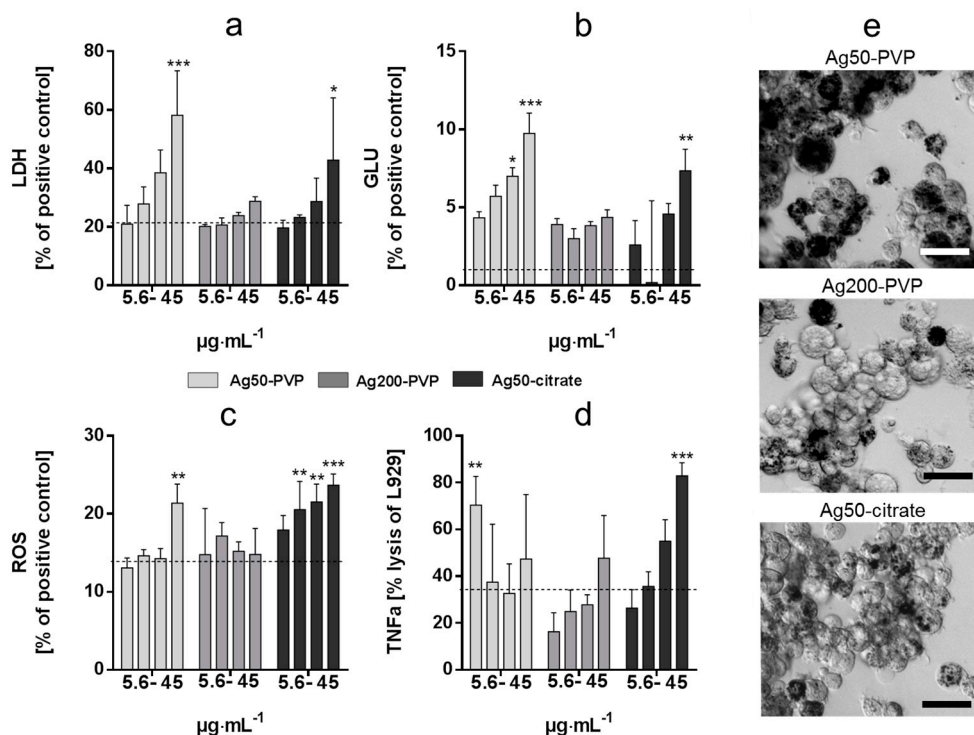 a
LDH
[% of positive control]
80
60
40
20
0
***
*
5.6- 45 5.6- 45 5.6- 45
µg·mL⁻¹
b
GLU
[% of positive control]
15
10
5
0
*
***
**
5.6- 45 5.6- 45 5.6- 45
µg·mL⁻¹
Ag50-PVP Ag200-PVP Ag50-citrate
c
ROS
[% of positive control]
30
20
10
0
**
**
**
***
5.6- 45 5.6- 45 5.6- 45
µg·mL⁻¹
d
TNFa [% lysis of L929]
100
80
60
40
20
0
**
***
5.6- 45 5.6- 45 5.6- 45
µg·mL⁻¹
e
Ag50-PVP
Ag200-PVP
Ag50-citrate